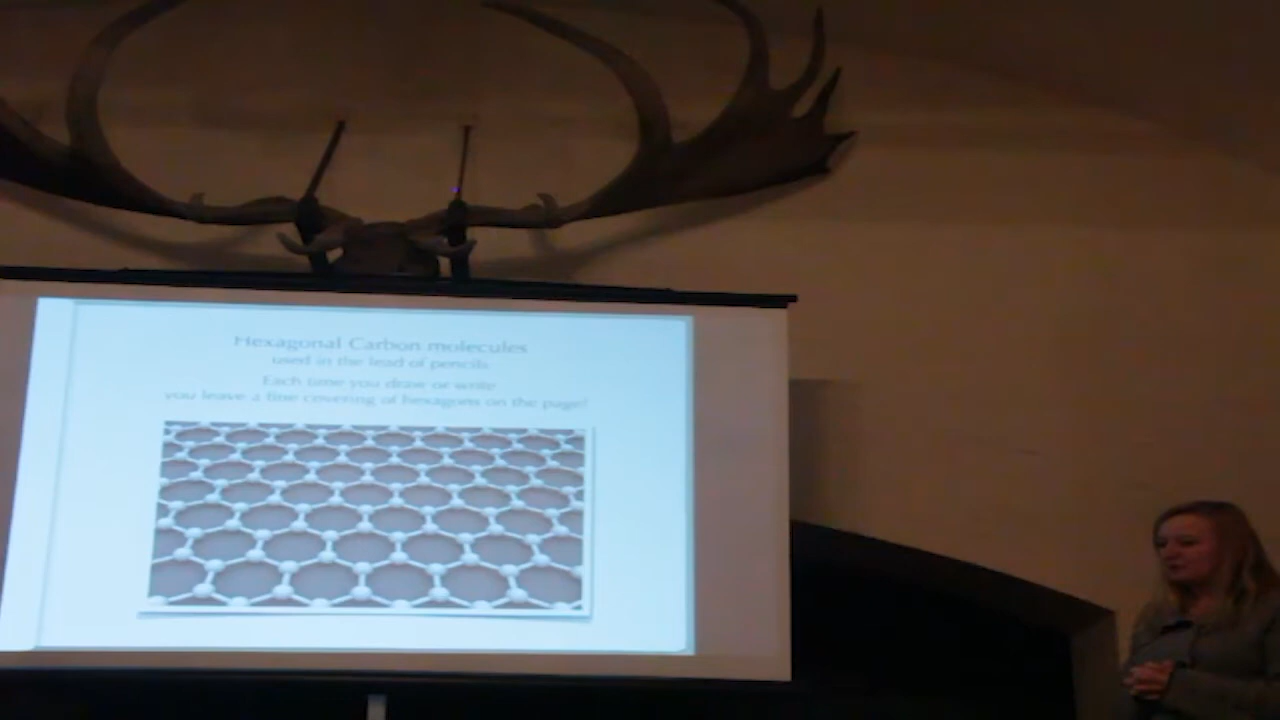 Hexagonal Carbon molecules
used in the lead of pencils
Each time you draw or write
you leave a fine covering of hexagons on the page!